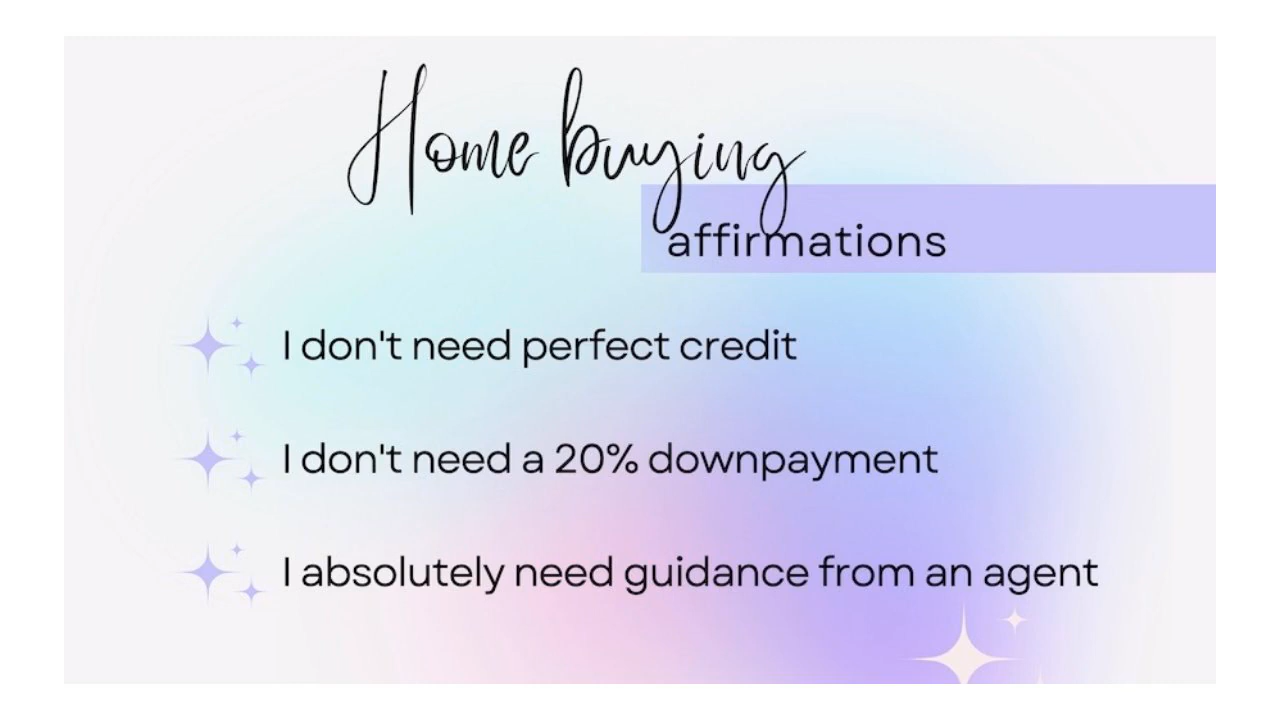 Home buying
affirmations
I don't need perfect credit
I don't need a 20% downpayment
I absolutely need guidance from an agent